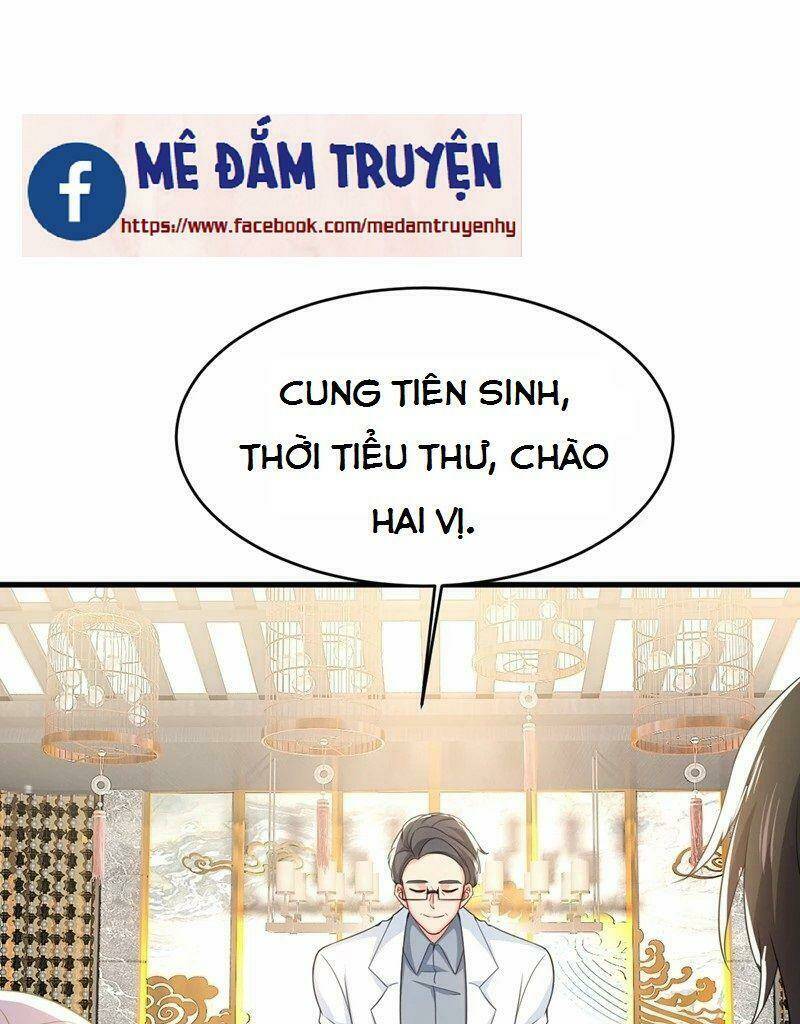 MÊ ĐẮM TRUYỆN
https://www.facebook.com/medamtruyenhy
CUNG TIÊN SINH,
THỜI TIỂU THƯ, CHÀO
HAI VỊ.